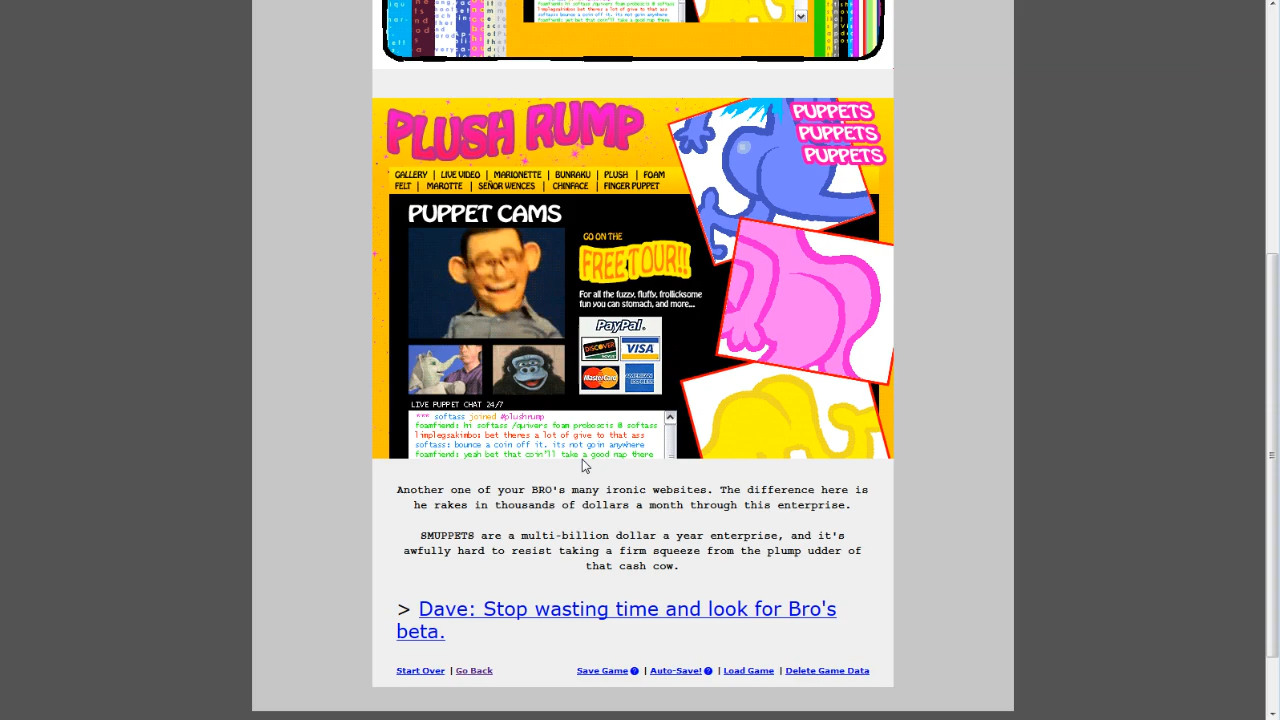 PLUSH RUMP
PUPPETS
PUPPETS
PUPPETS
GALLERY | LIVE VIDEO | MARIONETTE | BUNRAKU | PLUSH | FOAM
FELT | MAROTTE | SEÑOR WENCES | CHINFACE | FINGER PUPPET
PUPPET CAMS
GO ON THE
FREE TOUR!!
For all the fuzzy, fluffy, frollicksome
fun you can stomach, and more...
PayPal
DISCOVER
VISA
MasterCard
AMERICAN EXPRESS
LIVE PUPPET CHAT 24/7
*** softass joined #plushrump
foamfiend: hi softass /quivers foam proboscis @ softass
limplegsakimbo: bet theres a lot of give to that ass
softass: bounce a coin off it. its not goin anywhere
foamfiend: yeah bet that coin'll take a good nap there
Another one of your BRO's many ironic websites. The difference here is
he rakes in thousands of dollars a month through this enterprise.
SMUPPETS are a multi-billion dollar a year enterprise, and it's
awfully hard to resist taking a firm squeeze from the plump udder of
that cash cow.
> Dave: Stop wasting time and look for Bro's
beta.
Start Over | Go Back
Save Game ? | Auto-Save! ? | Load Game | Delete Game Data